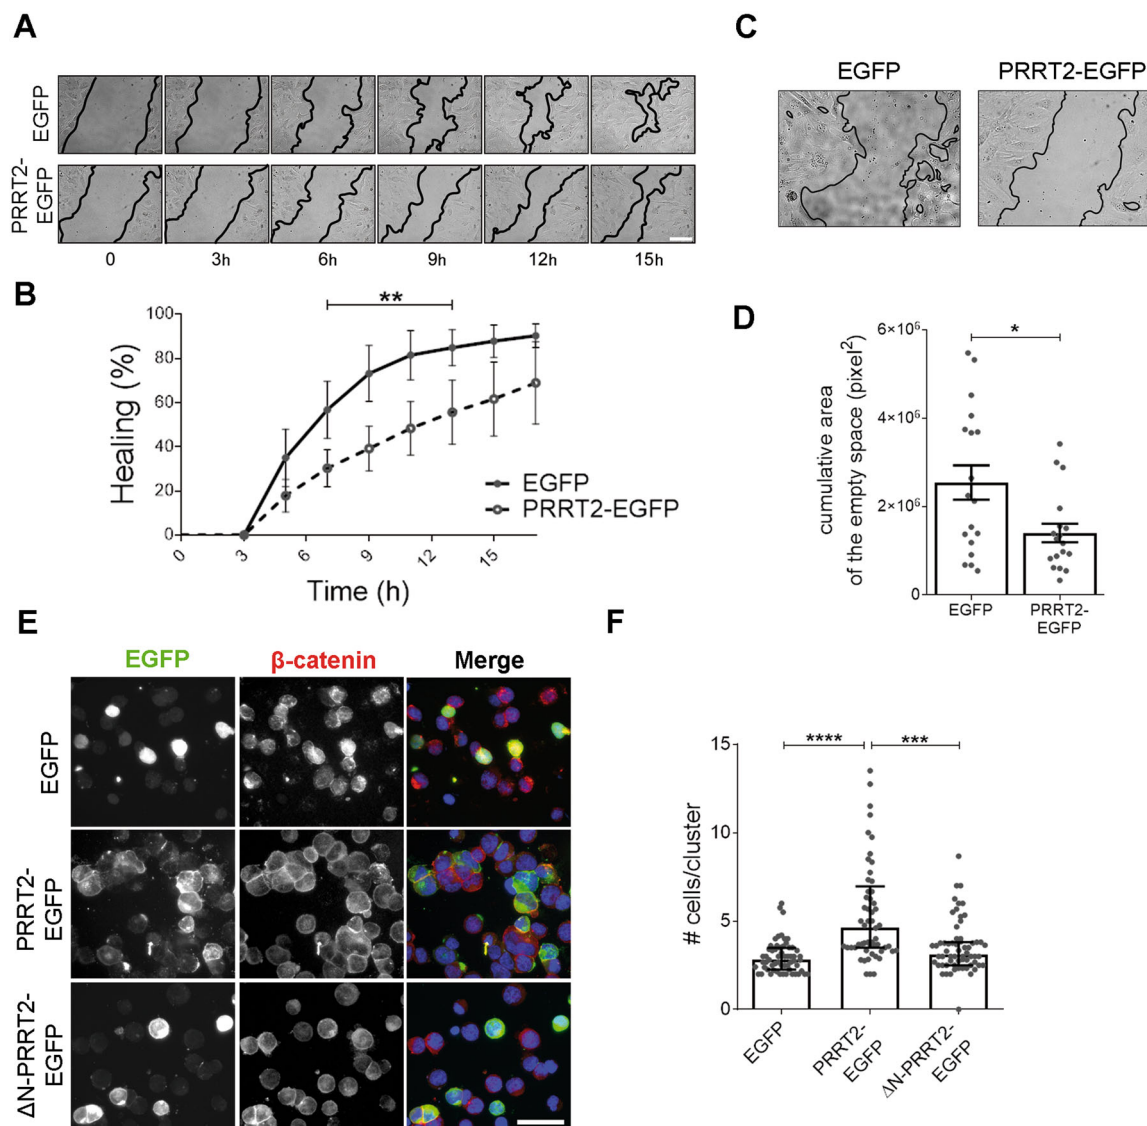 A
EGFP
PRRT2-
EGFP
0
3h
6h
9h
12h
15h
B
100
80
60
40
20
0
Healing (%)
**
EGFP
PRRT2-EGFP
0
3
6
9
12
15
Time (h)
C
EGFP
PRRT2-EGFP
D
cumulative area
of the empty space (pixel²)
6×10⁶
4×10⁶
2×10⁶
0
*
EGFP
PRRT2-
EGFP
E
EGFP
β-catenin
Merge
EGFP
PRRT2-
EGFP
ΔN-PRRT2-
EGFP
F
# cells/cluster
15
10
5
0
****
***
EGFP
PRRT2-
EGFP
ΔN-PRRT2-
EGFP